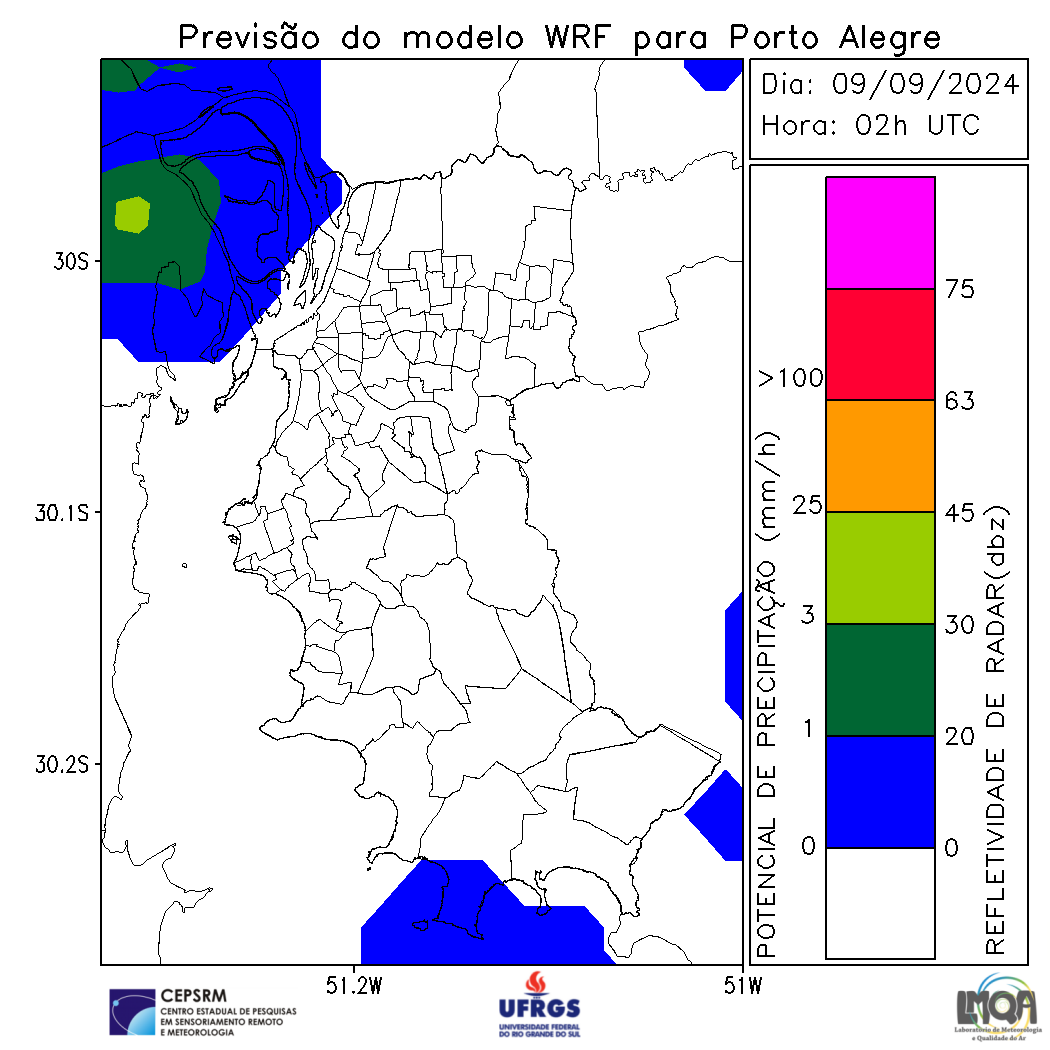 Previsão do modelo WRF para Porto Alegre
Dia: 09/09/2024
Hora: 02h UTC
30S
30.1S
30.2S
51.2W
51W
POTENCIAL DE PRECIPITAÇÃO (mm/h)
>100
25
3
1
0
75
63
45
30
20
0
REFLETIVIDADE DE RADAR(dbz)
CEPSRM
CENTRO ESTADUAL DE PESQUISAS
EM SENSORIAMENTO REMOTO
E METEOROLOGIA
UFRGS
UNIVERSIDADE FEDERAL
DO RIO GRANDE DO SUL
LMQA
Laboratório de Meteorologia
e Qualidade do Ar